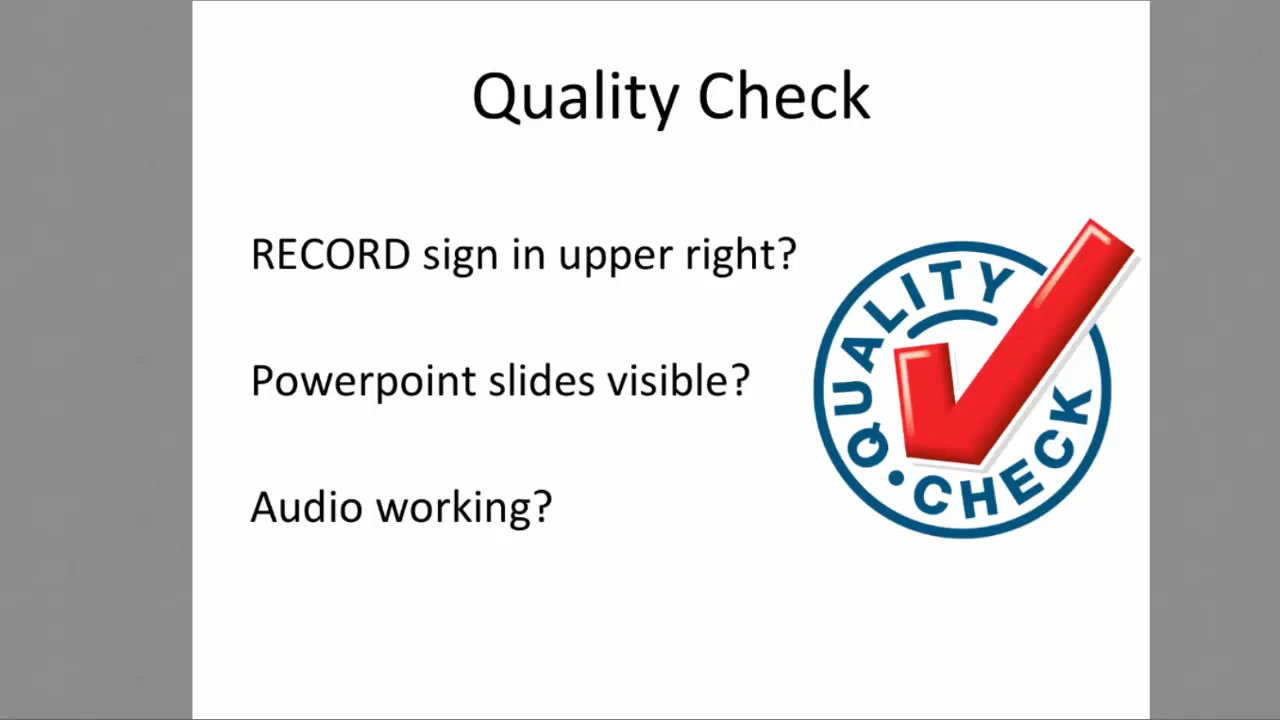 Quality Check
RECORD sign in upper right?
Powerpoint slides visible?
Audio working?
QUALITY
CHECK